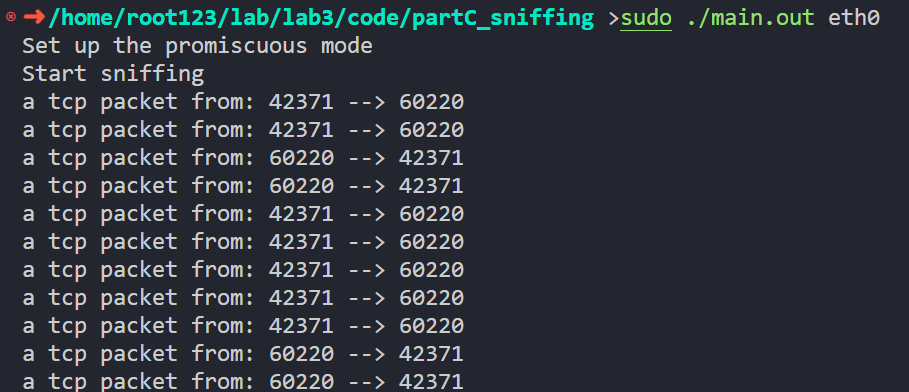 /home/root123/lab/lab3/code/partC_sniffing >sudo ./main.out eth0
Set up the promiscuous mode
Start sniffing
a tcp packet from: 42371 --> 60220
a tcp packet from: 42371 --> 60220
a tcp packet from: 60220 --> 42371
a tcp packet from: 60220 --> 42371
a tcp packet from: 42371 --> 60220
a tcp packet from: 42371 --> 60220
a tcp packet from: 42371 --> 60220
a tcp packet from: 42371 --> 60220
a tcp packet from: 42371 --> 60220
a tcp packet from: 60220 --> 42371
a tcp packet from: 60220 --> 42371